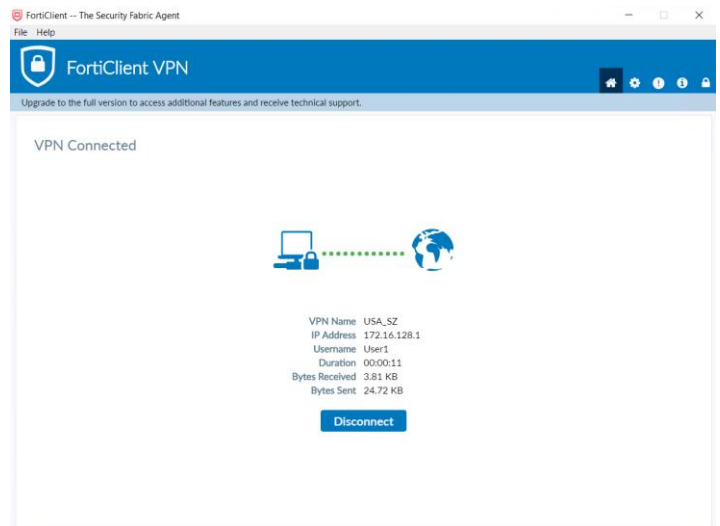 FortiClient -- The Security Fabric Agent
File Help
FortiClient VPN
Upgrade to the full version to access additional features and receive technical support.
VPN Connected
VPN Name USA_SZ
IP Address 172.16.128.1
Username User1
Duration 00:00:11
Bytes Received 3.81 KB
Bytes Sent 24.72 KB
Disconnect